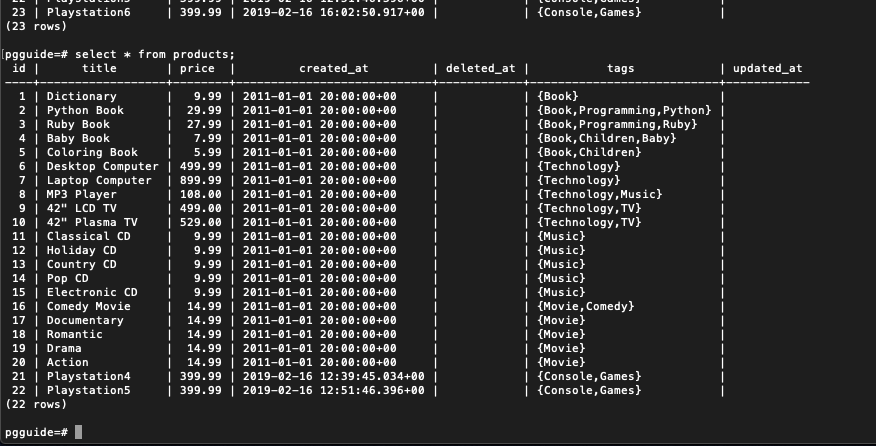 23 | Playstation6 | 399.99 | 2019-02-16 16:02:50.917+00 | | {Console,Games} |
(23 rows)
pgguide=# select * from products;
id | title | price | created_at | deleted_at | tags | updated_at
----+------------------+--------+----------------------------+------------+---------------------------+------------
1 | Dictionary | 9.99 | 2011-01-01 20:00:00+00 | | {Book} |
2 | Python Book | 29.99 | 2011-01-01 20:00:00+00 | | {Book,Programming,Python} |
3 | Ruby Book | 27.99 | 2011-01-01 20:00:00+00 | | {Book,Programming,Ruby} |
4 | Baby Book | 7.99 | 2011-01-01 20:00:00+00 | | {Book,Children,Baby} |
5 | Coloring Book | 5.99 | 2011-01-01 20:00:00+00 | | {Book,Children} |
6 | Desktop Computer | 499.99 | 2011-01-01 20:00:00+00 | | {Technology} |
7 | Laptop Computer | 899.99 | 2011-01-01 20:00:00+00 | | {Technology} |
8 | MP3 Player | 108.00 | 2011-01-01 20:00:00+00 | | {Technology,Music} |
9 | 42" LCD TV | 499.00 | 2011-01-01 20:00:00+00 | | {Technology,TV} |
10 | 42" Plasma TV | 529.00 | 2011-01-01 20:00:00+00 | | {Technology,TV} |
11 | Classical CD | 9.99 | 2011-01-01 20:00:00+00 | | {Music} |
12 | Holiday CD | 9.99 | 2011-01-01 20:00:00+00 | | {Music} |
13 | Country CD | 9.99 | 2011-01-01 20:00:00+00 | | {Music} |
14 | Pop CD | 9.99 | 2011-01-01 20:00:00+00 | | {Music} |
15 | Electronic CD | 9.99 | 2011-01-01 20:00:00+00 | | {Music} |
16 | Comedy Movie | 14.99 | 2011-01-01 20:00:00+00 | | {Movie,Comedy} |
17 | Documentary | 14.99 | 2011-01-01 20:00:00+00 | | {Movie} |
18 | Romantic | 14.99 | 2011-01-01 20:00:00+00 | | {Movie} |
19 | Drama | 14.99 | 2011-01-01 20:00:00+00 | | {Movie} |
20 | Action | 14.99 | 2011-01-01 20:00:00+00 | | {Movie} |
21 | Playstation4 | 399.99 | 2019-02-16 12:39:45.034+00 | | {Console,Games} |
22 | Playstation5 | 399.99 | 2019-02-16 12:51:46.396+00 | | {Console,Games} |
(22 rows)
pgguide=#